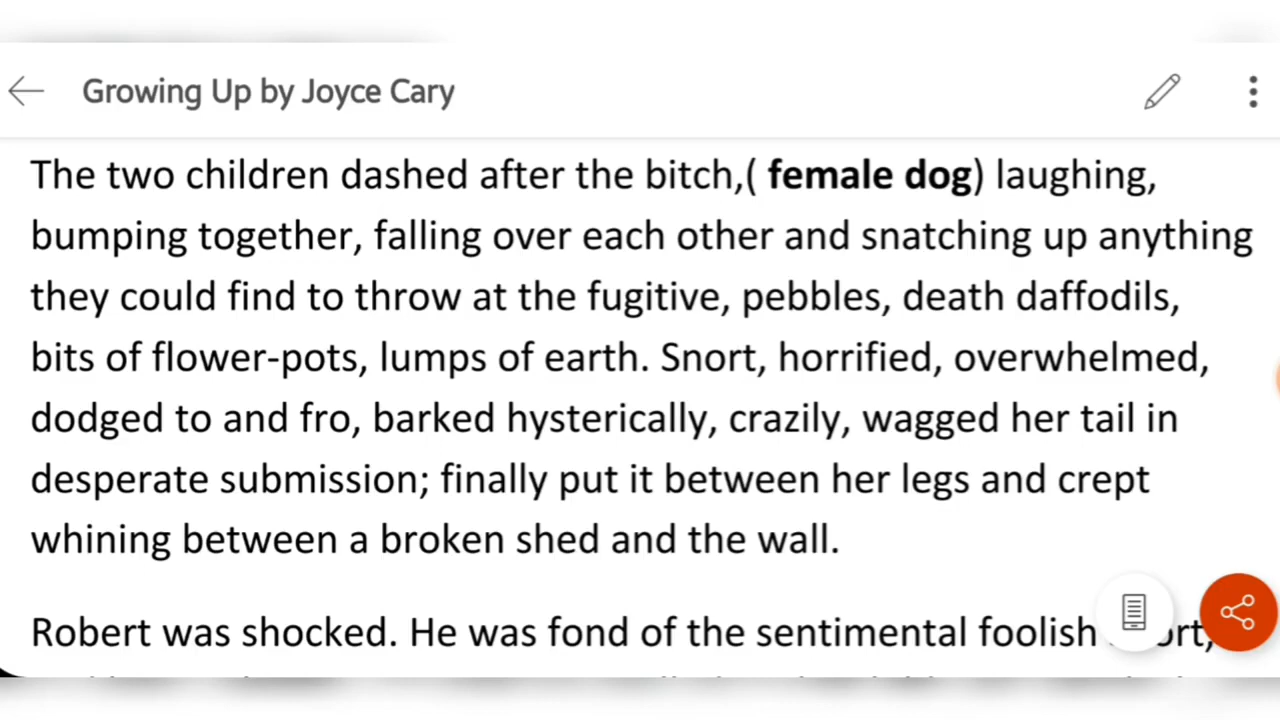 Growing Up by Joyce Cary
The two children dashed after the bitch,( female dog) laughing,
bumping together, falling over each other and snatching up anything
they could find to throw at the fugitive, pebbles, death daffodils,
bits of flower-pots, lumps of earth. Snort, horrified, overwhelmed,
dodged to and fro, barked hysterically, crazily, wagged her tail in
desperate submission; finally put it between her legs and crept
whining between a broken shed and the wall.
Robert was shocked. He was fond of the sentimental foolish